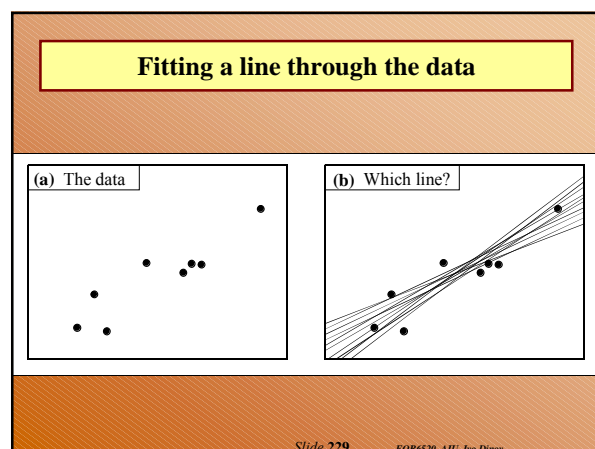 Fitting a line through the data
(a) The data
(b) Which line?
Slide 229